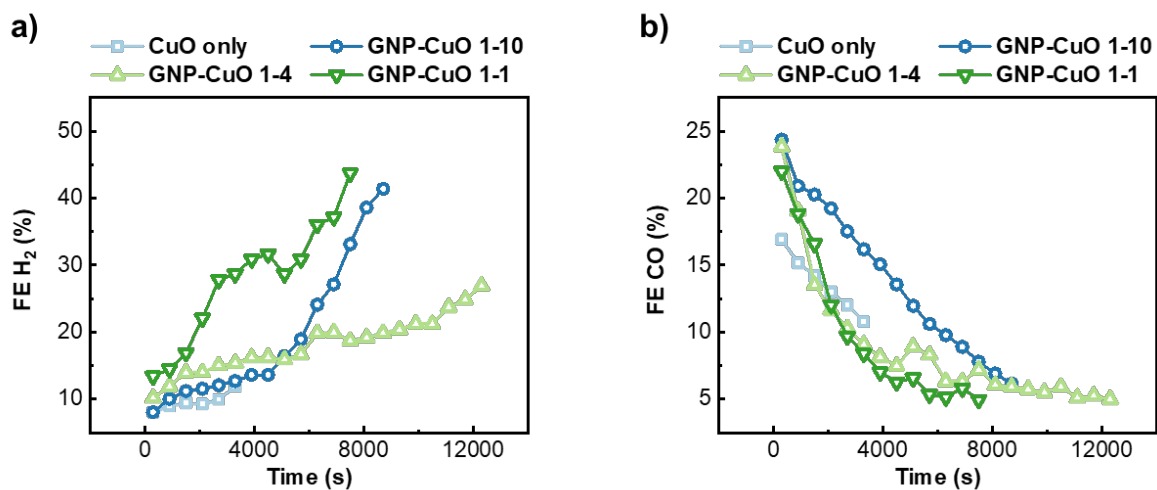 a)
CuO only GNP-CuO 1-10
GNP-CuO 1-4 GNP-CuO 1-1
50
40
30
20
10
FE H₂ (%)
0 4000 8000 12000
Time (s)
b)
CuO only GNP-CuO 1-10
GNP-CuO 1-4 GNP-CuO 1-1
25
20
15
10
5
FE CO (%)
0 4000 8000 12000
Time (s)